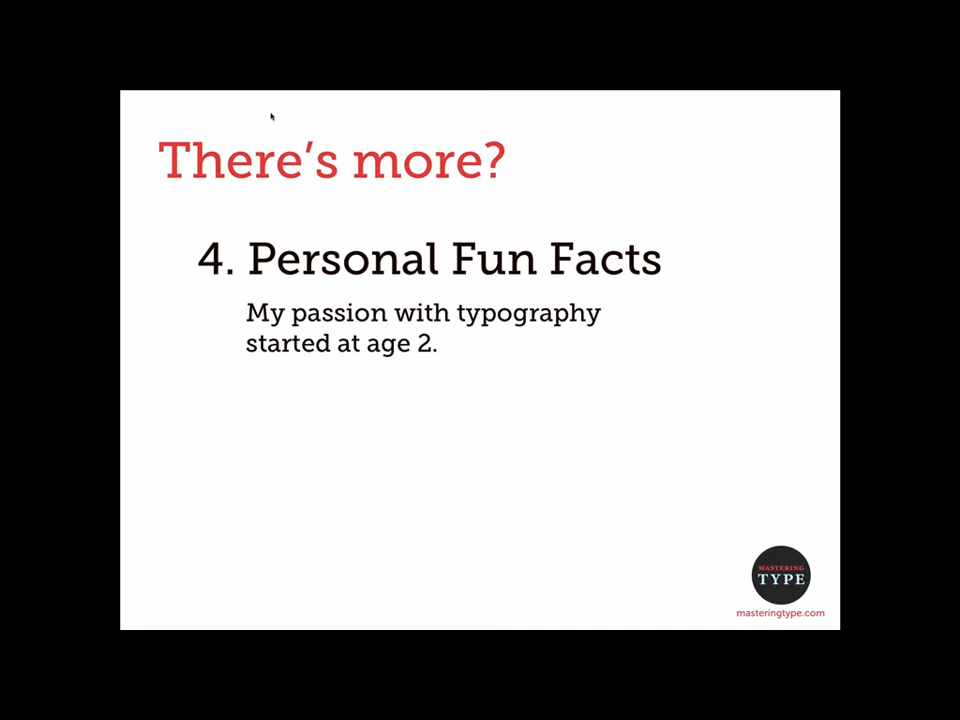 There’s more?
4. Personal Fun Facts
My passion with typography
started at age 2.
MASTERING
TYPE
masteringtype.com